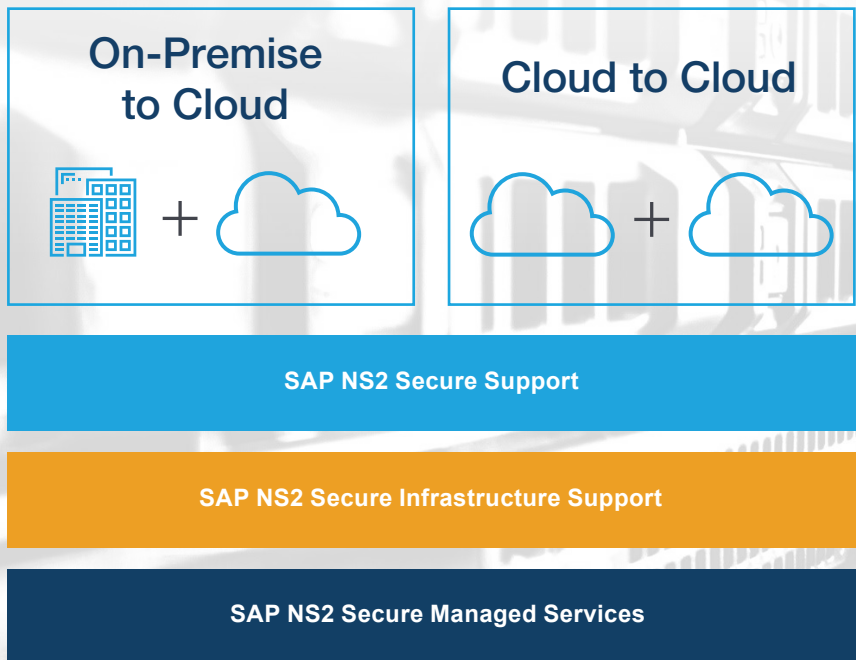 On-Premise
to Cloud
Cloud to Cloud
SAP NS2 Secure Support
SAP NS2 Secure Infrastructure Support
SAP NS2 Secure Managed Services